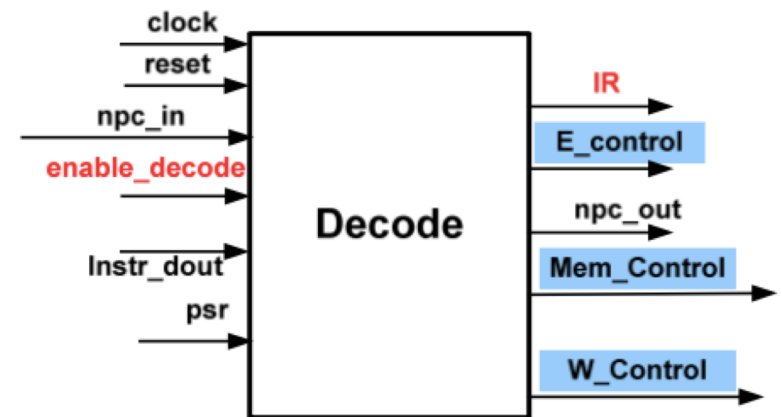 clock
reset
npc_in
enable_decode
Instr_dout
psr
Decode
IR
E_control
npc_out
Mem_Control
W_Control